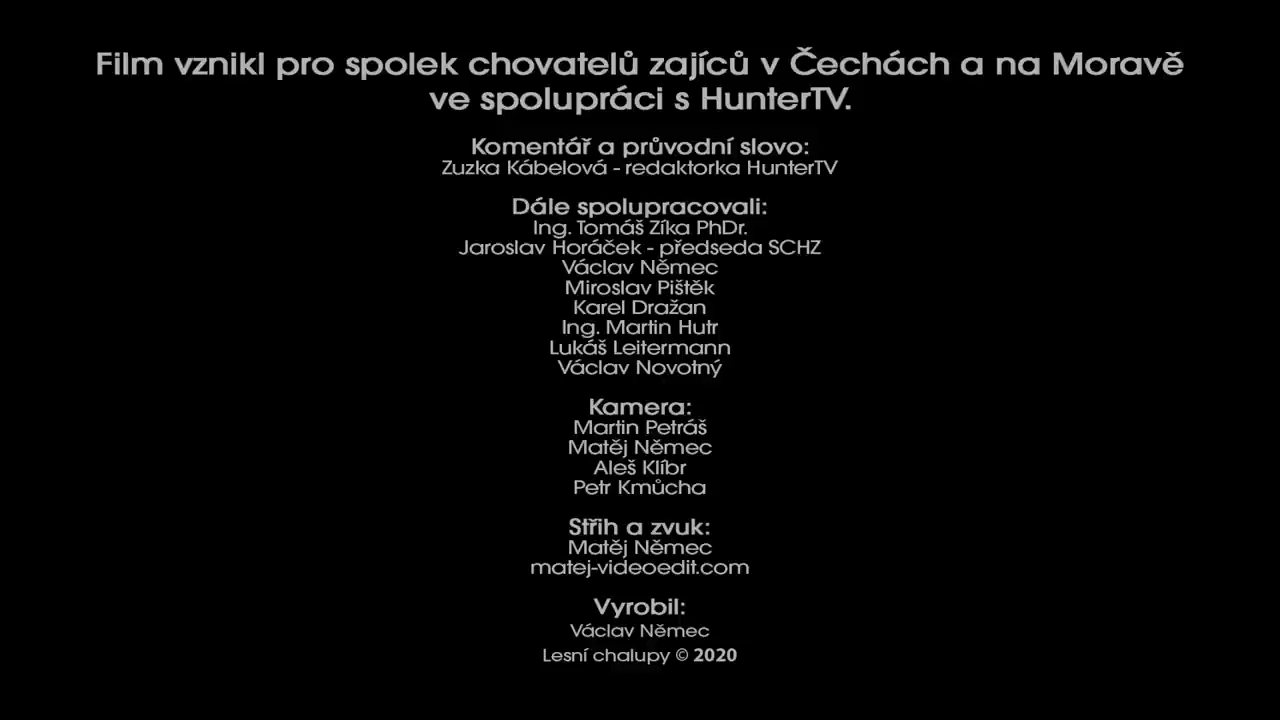 Film vznikl pro spolek chovatelů zajíců v Čechách a na Moravě
ve spolupráci s HunterTV.
Komentář a průvodní slovo:
Zuzka Kábelová - redaktorka HunterTV
Dále spolupracovali:
Ing. Tomáš Zíka PhDr.
Jaroslav Horáček - předseda SCHZ
Václav Němec
Miroslav Pištěk
Karel Dražan
Ing. Martin Hutr
Lukáš Leitermann
Václav Novotný
Kamera:
Martin Petráš
Matěj Němec
Aleš Klíbr
Petr Kmůcha
Střih a zvuk:
Matěj Němec
matej-videoedit.com
Vyrobil:
Václav Němec
Lesní chalupy © 2020